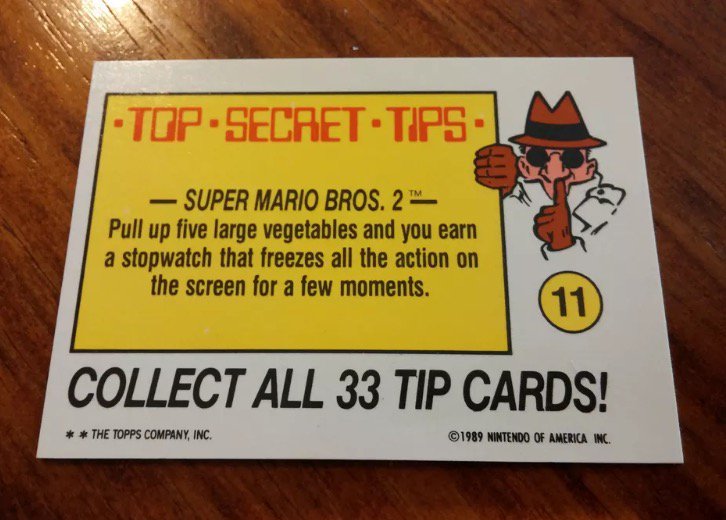 ·TOP·SECRET·TIPS·
— SUPER MARIO BROS. 2™ —
Pull up five large vegetables and you earn
a stopwatch that freezes all the action on
the screen for a few moments.
11
COLLECT ALL 33 TIP CARDS!
* * THE TOPPS COMPANY, INC.
©1989 NINTENDO OF AMERICA INC.